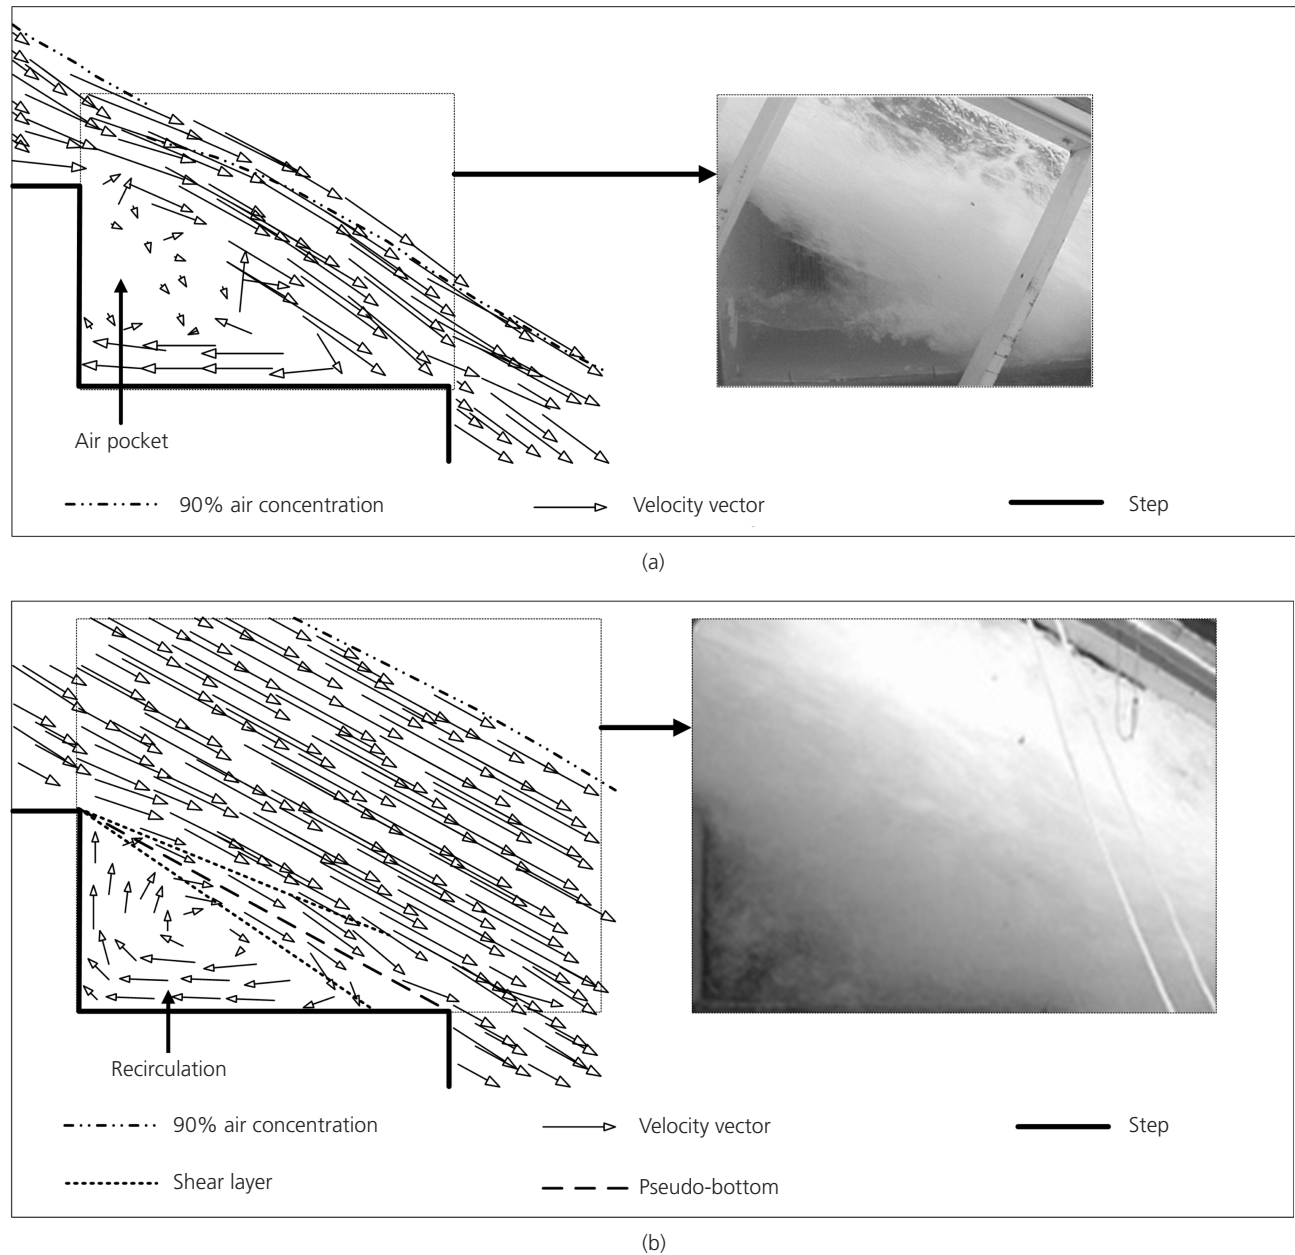 Air pocket
90% air concentration
Velocity vector
Step
(a)
Recirculation
90% air concentration
Velocity vector
Step
Shear layer
Pseudo-bottom
(b)